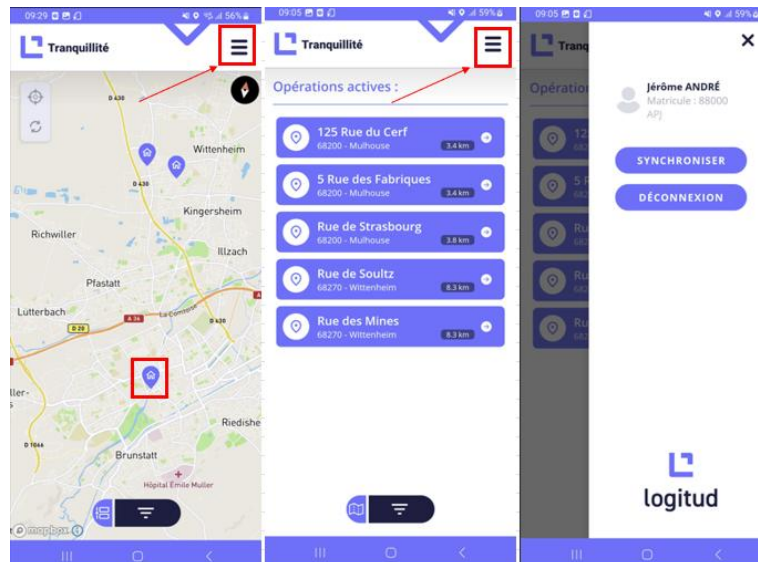 09:29
56%
Tranquillité
D 430
Wittenheim
D 430
Kingersheim
Richwiller
Illzach
Pfastatt
Lutterbach
A 36
D 20
D 430
Riedishe
D 1066
Brunstatt
Hôpital Emile Muller
mapbox
09:05
59%
Tranquillité
Opérations actives :
125 Rue du Cerf
68200 - Mulhouse
3.4 km
5 Rue des Fabriques
68200 - Mulhouse
3.4 km
Rue de Strasbourg
68200 - Mulhouse
3.8 km
Rue de Soultz
68270 - Wittenheim
8.3 km
Rue des Mines
68270 - Wittenheim
8.3 km
09:05
59%
Tranq
Opération
Jérôme ANDRÉ
Matricule : 88000
APJ
SYNCHRONISER
DÉCONNEXION
logitud